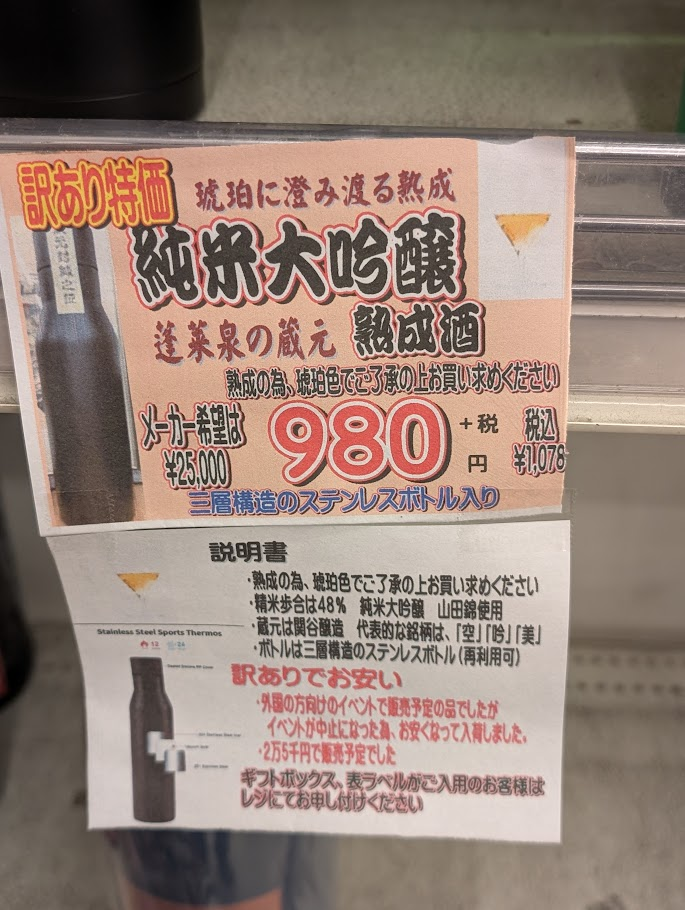 訳あり特価
琥珀に澄み渡る熟成
純米大吟醸
蓬莱泉の蔵元 熟成酒
熟成の為、琥珀色でご了承の上お買い求めください
メーカー希望は
¥25,000
980円
+税
税込
¥1,078
三層構造のステンレスボトル入り
説明書
・熟成の為、琥珀色でご了承の上お買い求めください
・精米歩合は48% 純米大吟醸 山田錦使用
・蔵元は関谷醸造 代表的な銘柄は、「空」「吟」「美」
・ボトルは三層構造のステンレスボトル(再利用可)
Stainless Steel Sports Thermos
12
24
訳ありでお安い
・外国の方向けのイベントで販売予定の品でしたが
イベントが中止になった為、お安くなって入荷しました。
・2万5千円で販売予定でした
ギフトボックス、表ラベルがご入用のお客様は
レジにてお申し付けください